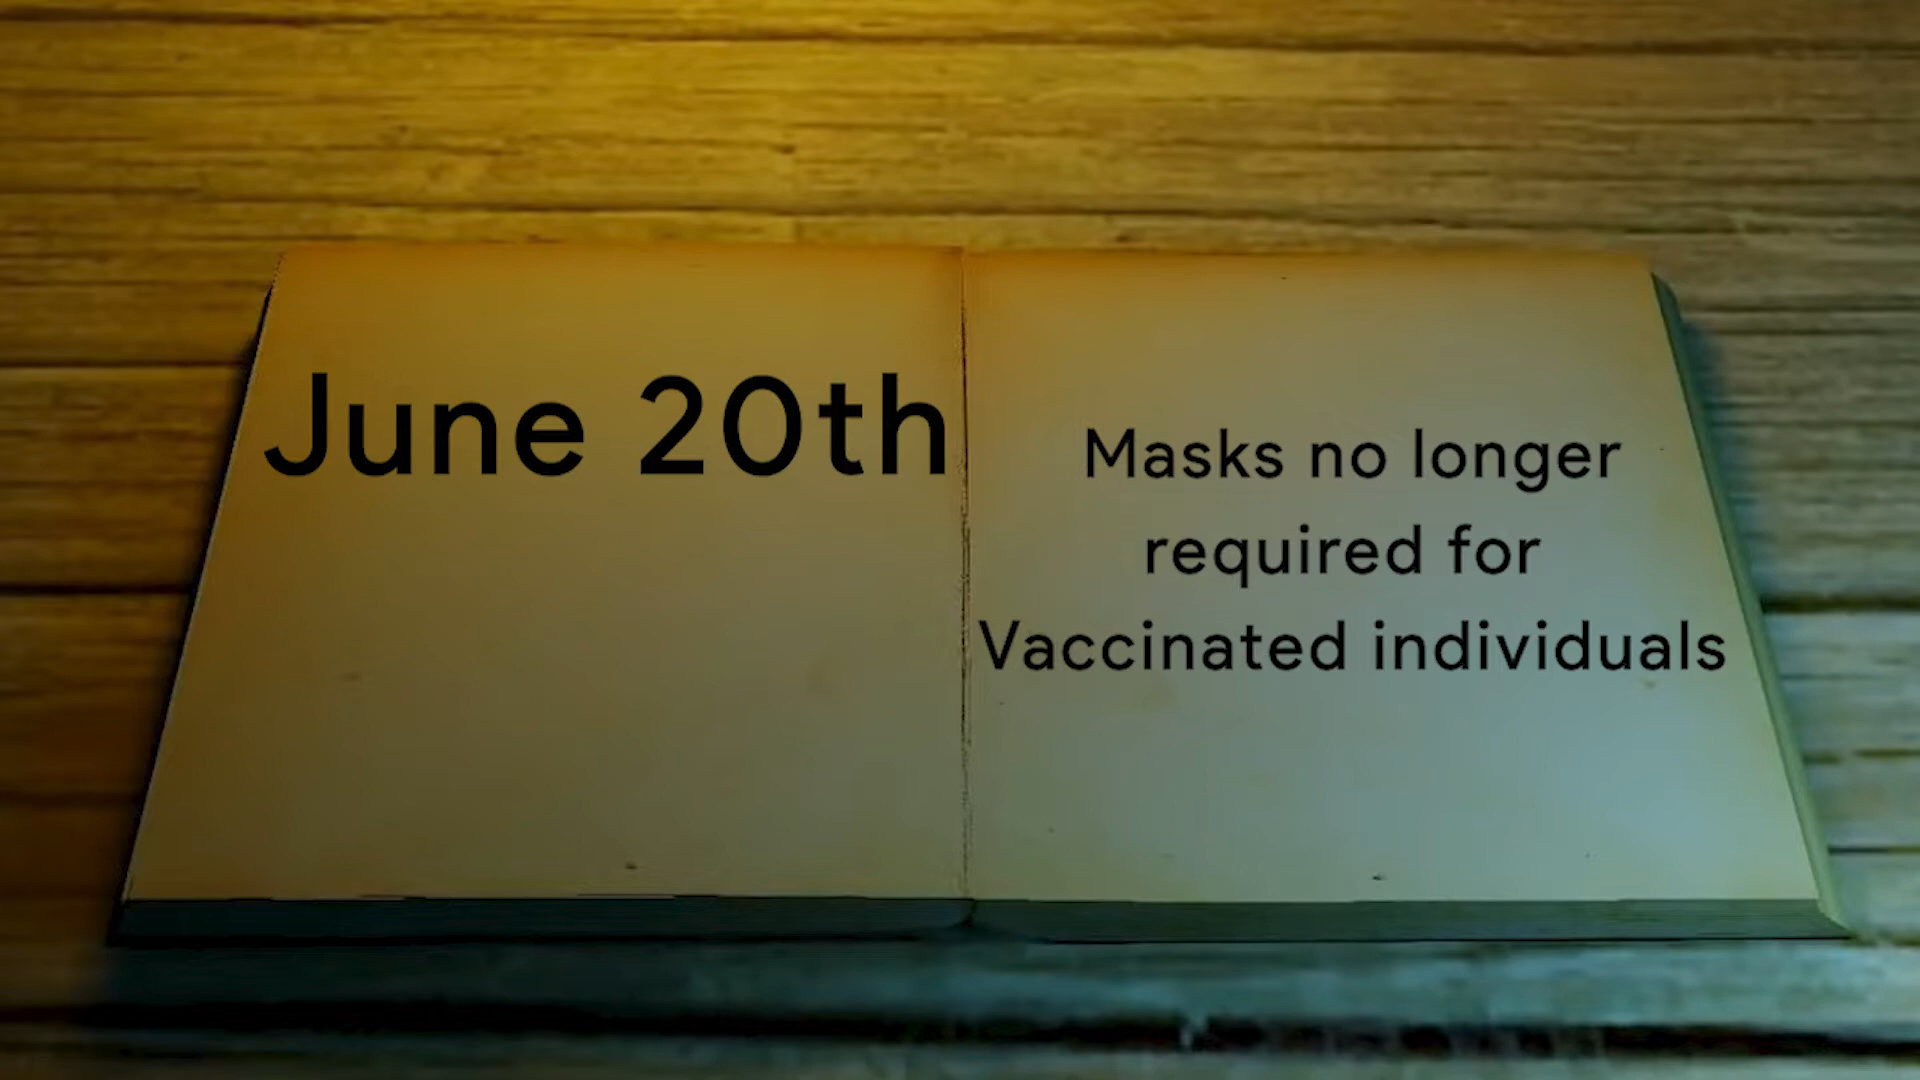 June 20th
Masks no longer
required for
Vaccinated individuals